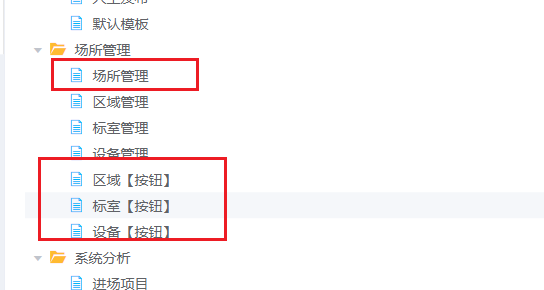 默认模板
场所管理
场所管理
区域管理
标室管理
设备管理
区域【按钮】
标室【按钮】
设备【按钮】
系统分析
进场项目